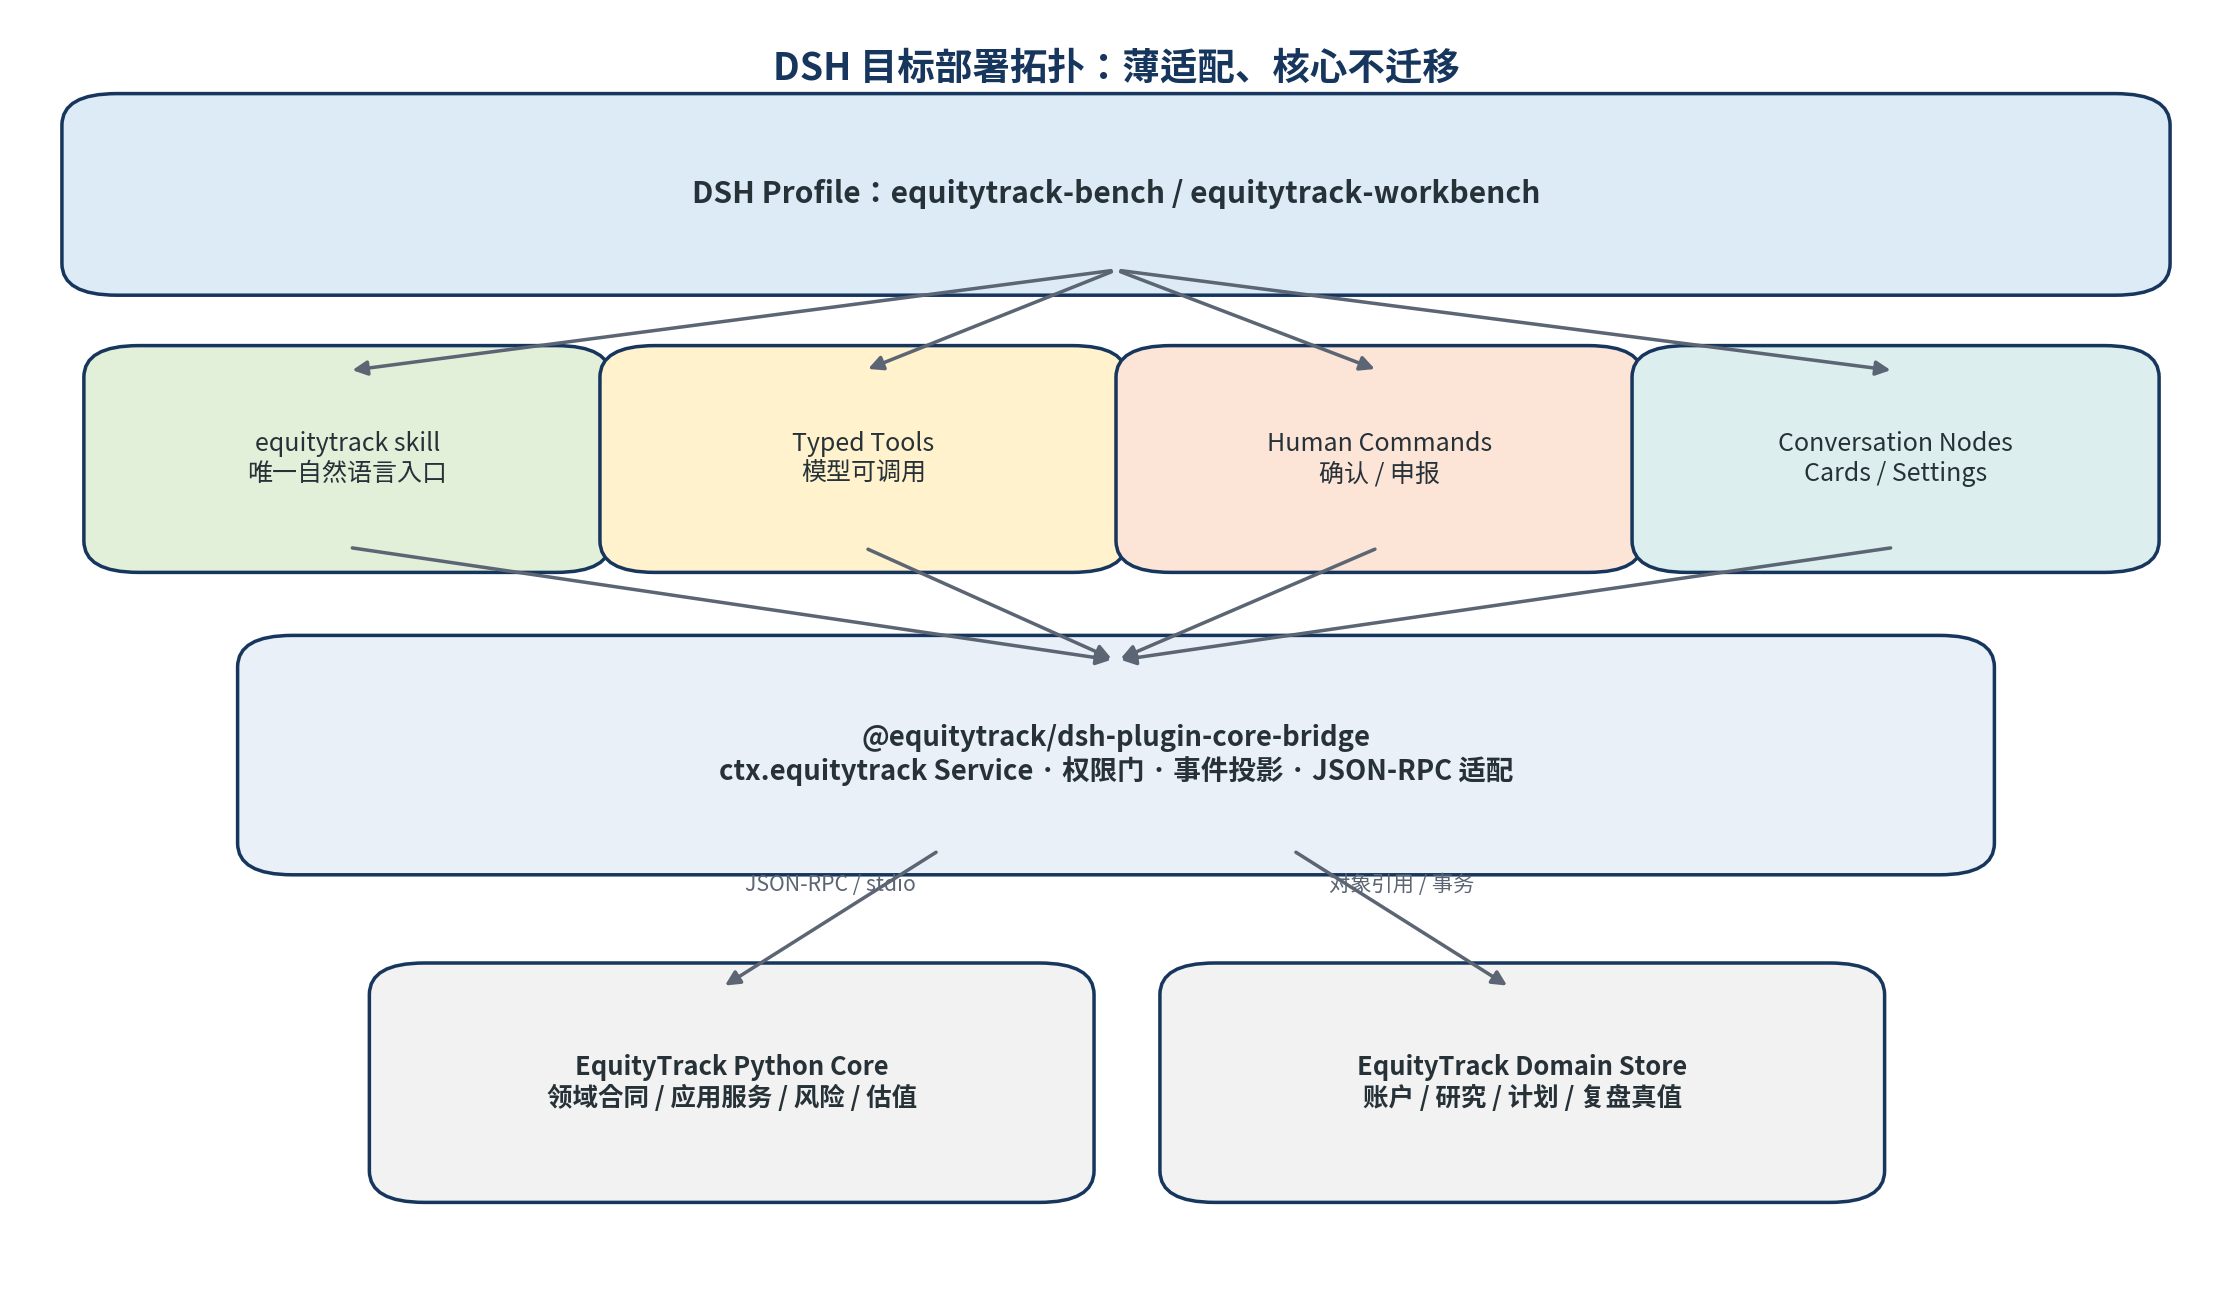 DSH 目标部署拓扑：薄适配、核心不迁移
DSH Profile：equitytrack-bench / equitytrack-workbench
equitytrack skill
唯一自然语言入口
Typed Tools
模型可调用
Human Commands
确认 / 申报
Conversation Nodes
Cards / Settings
@equitytrack/dsh-plugin-core-bridge
ctx.equitytrack Service · 权限门 · 事件投影 · JSON-RPC 适配
JSON-RPC / stdio
对象引用 / 事务
EquityTrack Python Core
领域合同 / 应用服务 / 风险 / 估值
EquityTrack Domain Store
账户 / 研究 / 计划 / 复盘真值